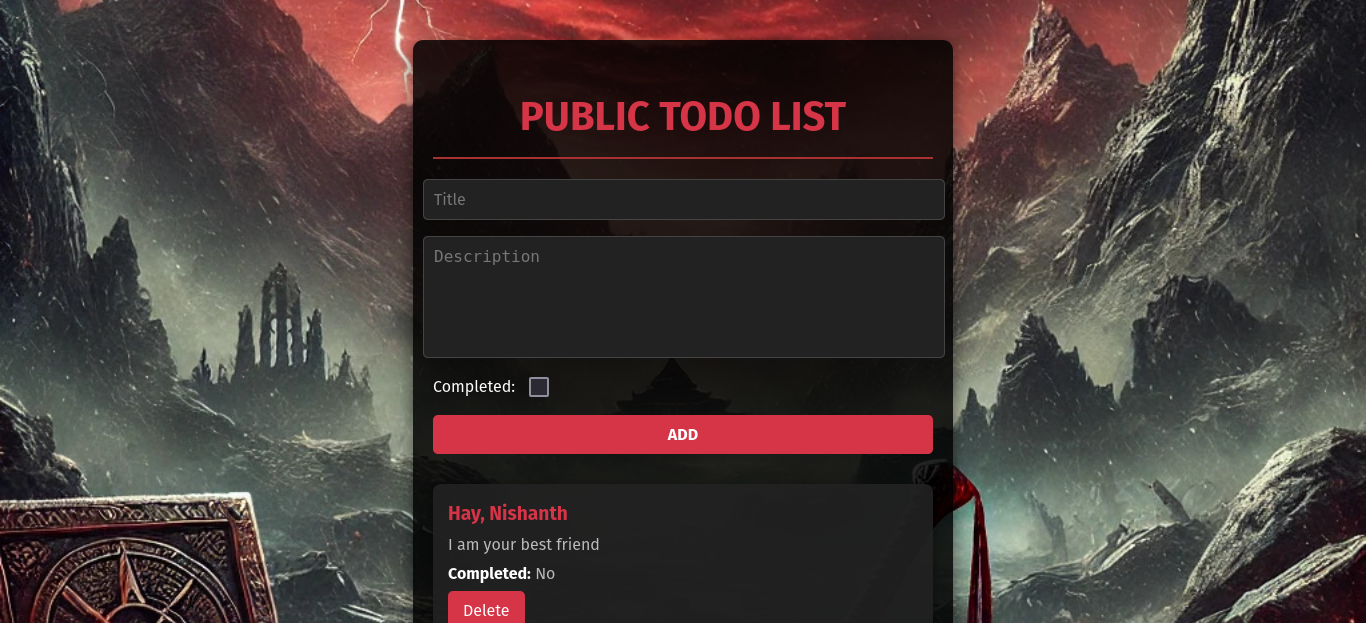 PUBLIC TODO LIST
Title
Description
Completed:
ADD
Hay, Nishanth
I am your best friend
Completed: No
Delete